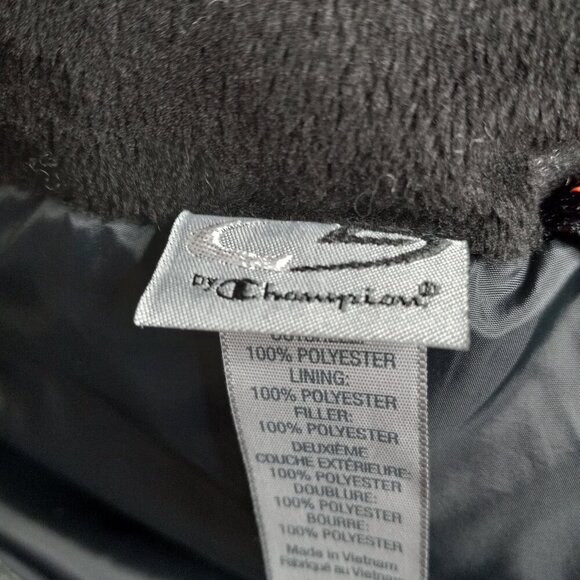 by Champion®
100% POLYESTER
LINING:
100% POLYESTER
FILLER:
100% POLYESTER
DEUXIÈME
COUCHE EXTÉRIEURE:
100% POLYESTER
DOUBLURE:
100% POLYESTER
BOURRE:
100% POLYESTER
Made in Vietnam
Fabriqué au Vietnam